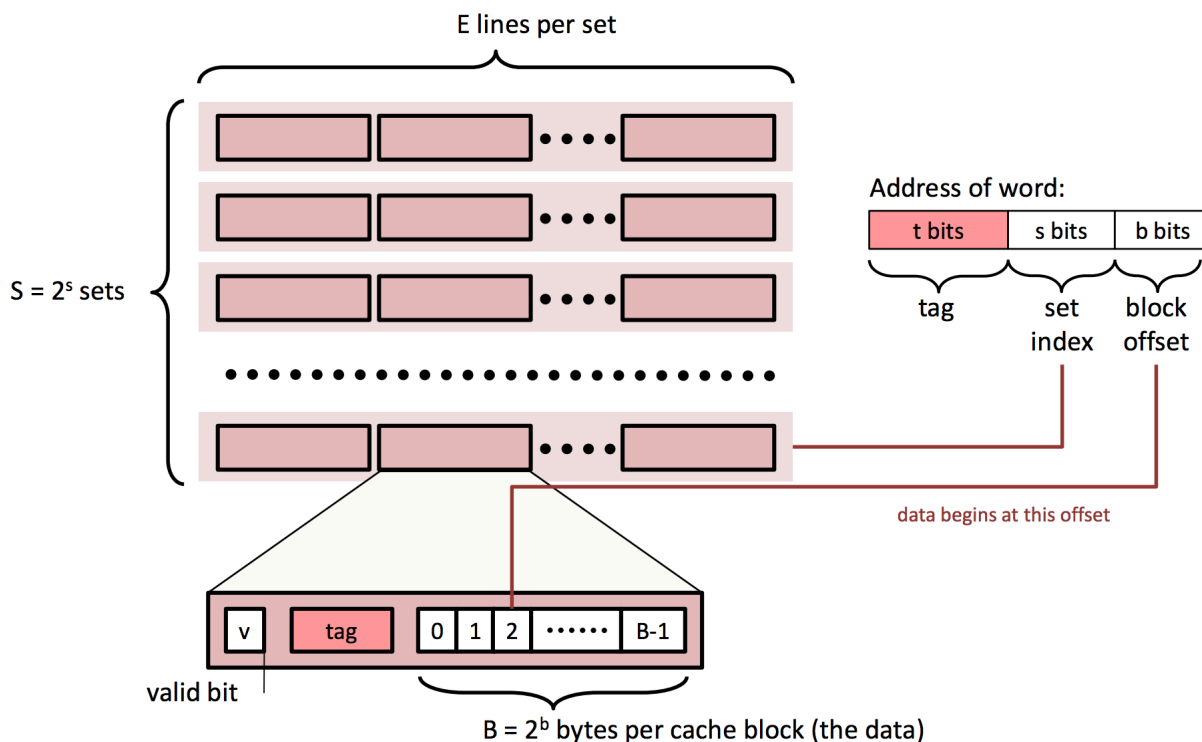 E lines per set
S = 2ˢ sets
Address of word:
t bits s bits b bits
tag set block
index offset
data begins at this offset
v tag 0 1 2 •••••• B-1
valid bit
B = 2ᵇ bytes per cache block (the data)